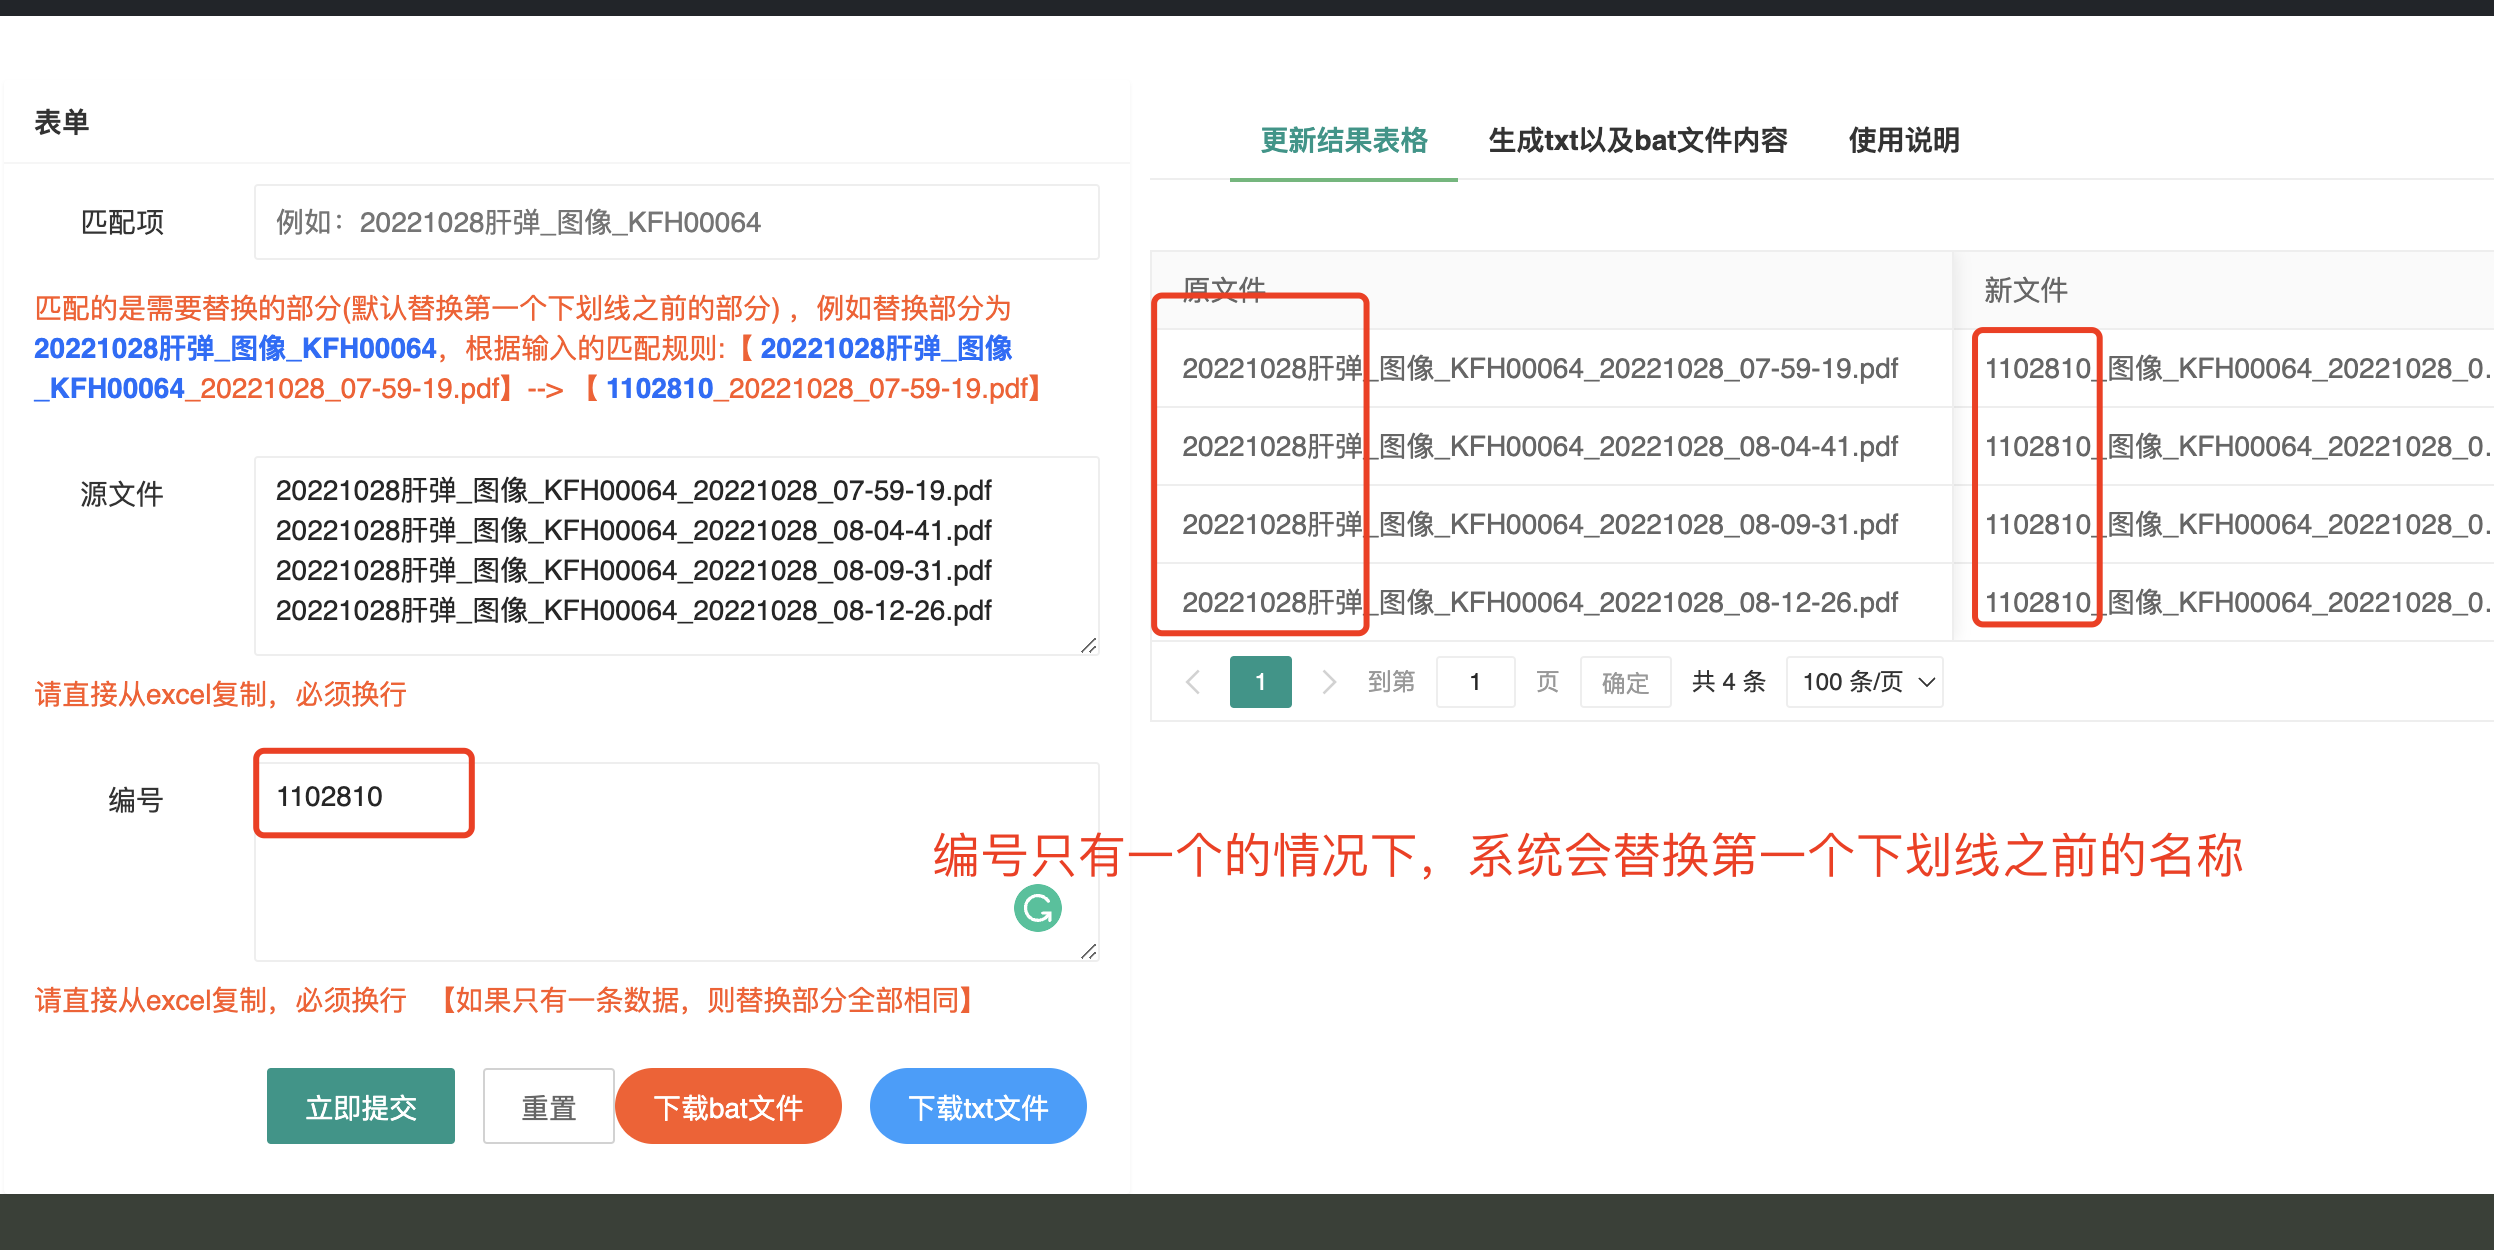 表单
匹配项
例如：20221028肝弹_图像_KFH00064
匹配的是需要替换的部分(默认替换第一个下划线之前的部分) ，例如替换部分为
20221028肝弹_图像_KFH00064，根据输入的匹配规则:【 20221028肝弹_图像
_KFH00064_20221028_07-59-19.pdf】--> 【 1102810_20221028_07-59-19.pdf】
源文件
20221028肝弹_图像_KFH00064_20221028_07-59-19.pdf
20221028肝弹_图像_KFH00064_20221028_08-04-41.pdf
20221028肝弹_图像_KFH00064_20221028_08-09-31.pdf
20221028肝弹_图像_KFH00064_20221028_08-12-26.pdf
请直接从excel复制，必须换行
编号
1102810
请直接从excel复制，必须换行 【如果只有一条数据，则替换部分全部相同】
立即提交 重置 下载bat文件 下载txt文件
更新结果表格 生成txt以及bat文件内容 使用说明
原文件 新文件
20221028肝弹_图像_KFH00064_20221028_07-59-19.pdf 1102810_图像_KFH00064_20221028_0...
20221028肝弹_图像_KFH00064_20221028_08-04-41.pdf 1102810_图像_KFH00064_20221028_0...
20221028肝弹_图像_KFH00064_20221028_08-09-31.pdf 1102810_图像_KFH00064_20221028_0...
20221028肝弹_图像_KFH00064_20221028_08-12-26.pdf 1102810_图像_KFH00064_20221028_0...
1 到第 1 页 确定 共 4 条 100 条/页
编号只有一个的情况下，系统会替换第一个下划线之前的名称